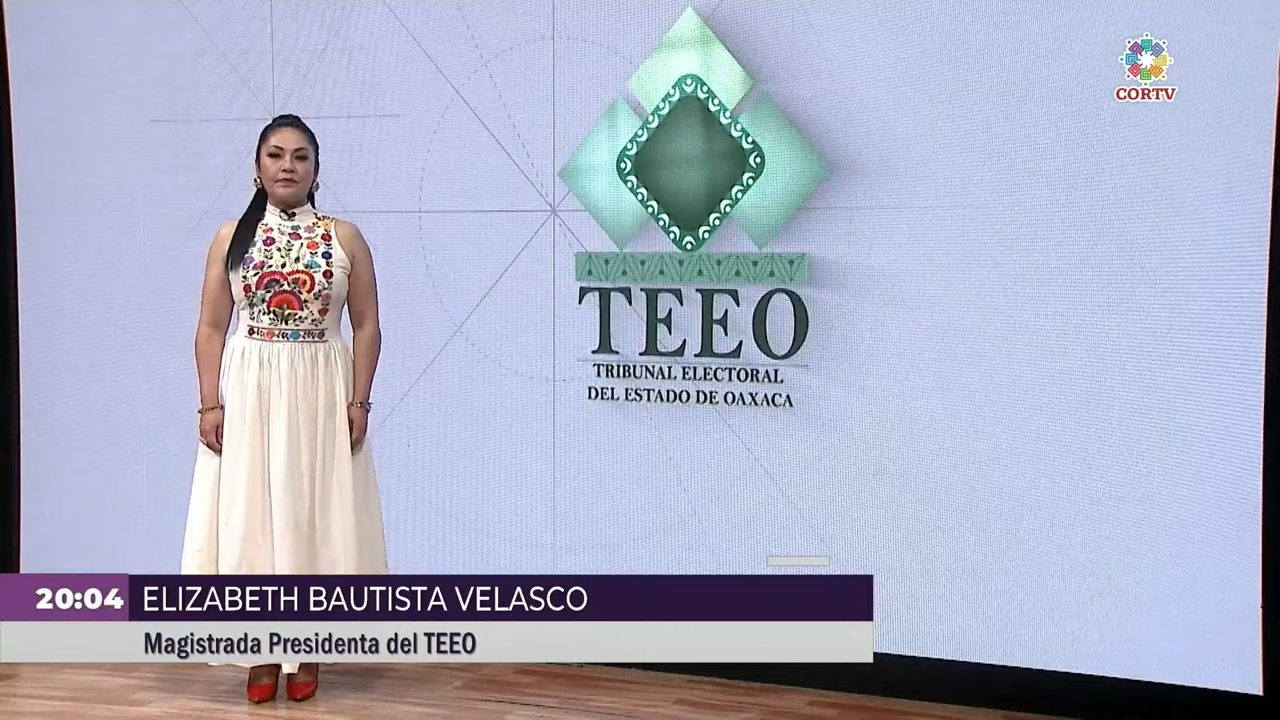 CORTV
TEEO
TRIBUNAL ELECTORAL
DEL ESTADO DE OAXACA
20:04 ELIZABETH BAUTISTA VELASCO
Magistrada Presidenta del TEEO